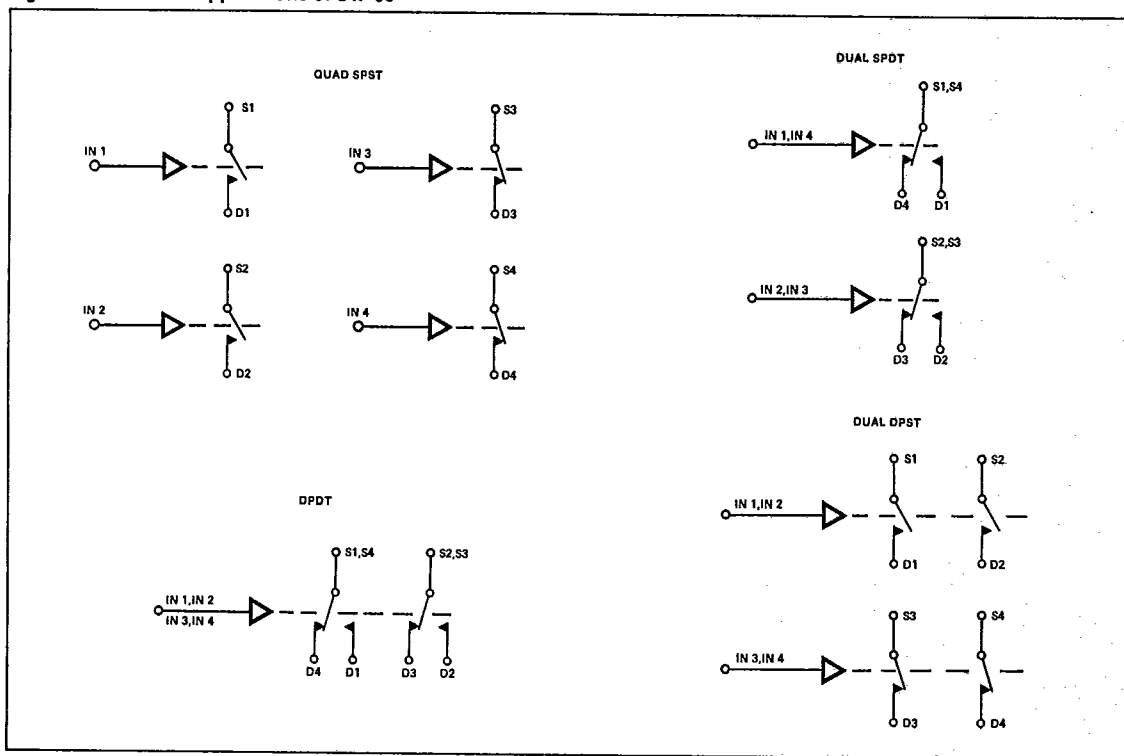 QUAD SPST
S1
IN 1
D1
S3
IN 3
D3
S2
IN 2
D2
S4
IN 4
D4
DUAL SPDT
S1,S4
IN 1,IN 4
D4 D1
S2,S3
IN 2,IN 3
D3 D2
DPDT
S1,S4 S2,S3
IN 1,IN 2
IN 3,IN 4
D4 D1 D3 D2
DUAL DPST
S1 S2
IN 1,IN 2
D1 D2
S3 S4
IN 3,IN 4
D3 D4